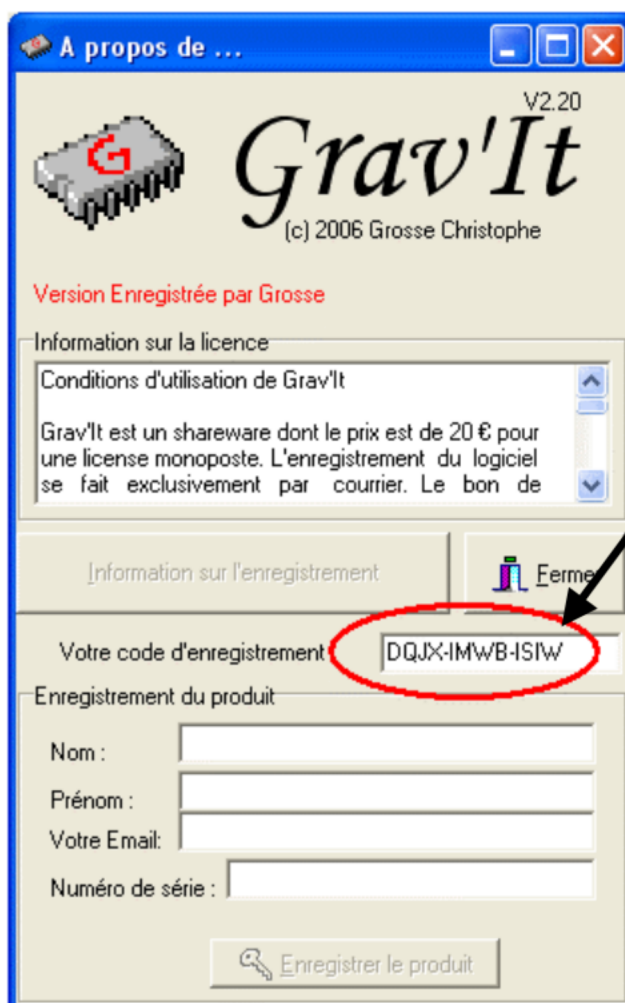 A propos de ...
G
V2.20
Grav'It
(c) 2006 Grosse Christophe
Version Enregistrée par Grosse
Information sur la licence
Conditions d'utilisation de Grav'It
Grav'It est un shareware dont le prix est de 20 € pour
une license monoposte. L'enregistrement du logiciel
se fait exclusivement par courrier. Le bon de
Information sur l'enregistrement
Ferme
Votre code d'enregistrement
DQJX-IMWB-ISIW
Enregistrement du produit
Nom :
Prénom :
Votre Email:
Numéro de série :
Enregistrer le produit